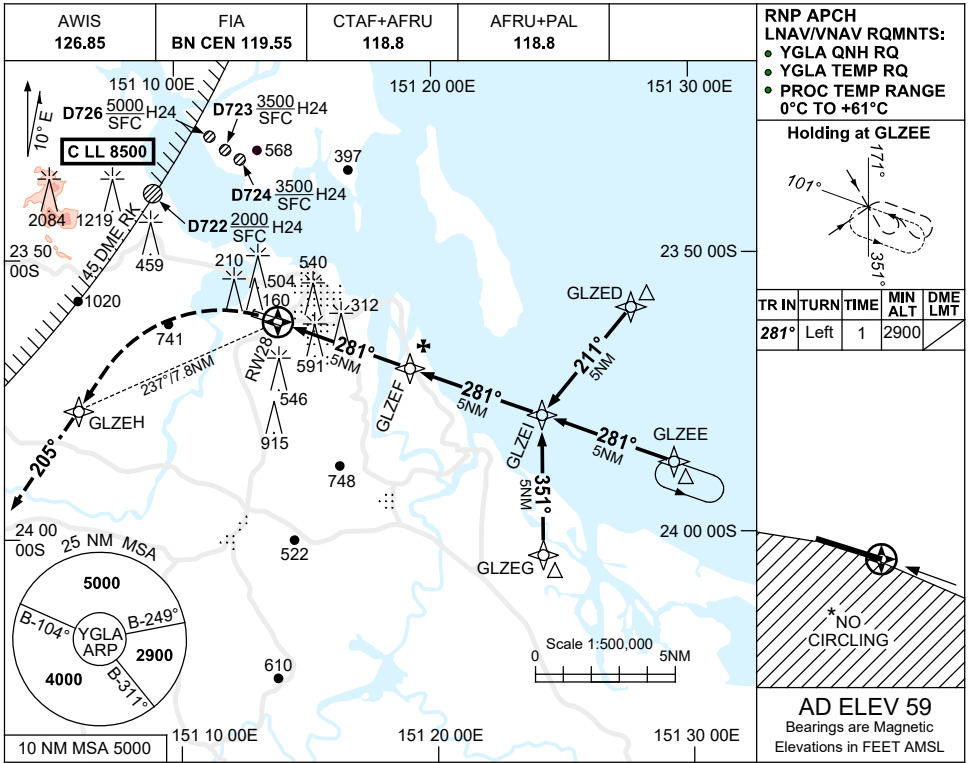 AWIS
126.85
FIA
BN CEN 119.55
CTAF+AFRU
118.8
AFRU+PAL
118.8
RNP APCH
LNAV/VNAV RQMNTS:
YGLA QNH RQ
YGLA TEMP RQ
PROC TEMP RANGE
0°C TO +61°C
151 10 00E
151 20 00E
151 30 00E
10° E
D726 5000 SFC H24
D723 3500 SFC H24
C LL 8500
568
397
D724 3500 SFC H24
2084
1219
D722 2000 SFC H24
45 DME RK
459
23 50
00S
23 50 00S
210
504
540
160
312
1020
741
591
RW28
237°/7.8NM
546
915
GLZEH
205°
281°
5NM
GLZEF
281°
5NM
GLZED
211°
5NM
GLZEI
281°
5NM
GLZEE
351°
5NM
GLZEG
748
522
610
24 00
00S
24 00 00S
25 NM MSA
5000
B-104°
B-249°
YGLA
ARP
2900
4000
B-311°
10 NM MSA 5000
Scale 1:500,000
0
5NM
151 10 00E
151 20 00E
151 30 00E
Holding at GLZEE
171°
101°
351°
TR IN TURN TIME MIN ALT DME LMT
281° Left 1 2900
*NO
CIRCLING
AD ELEV 59
Bearings are Magnetic
Elevations in FEET AMSL